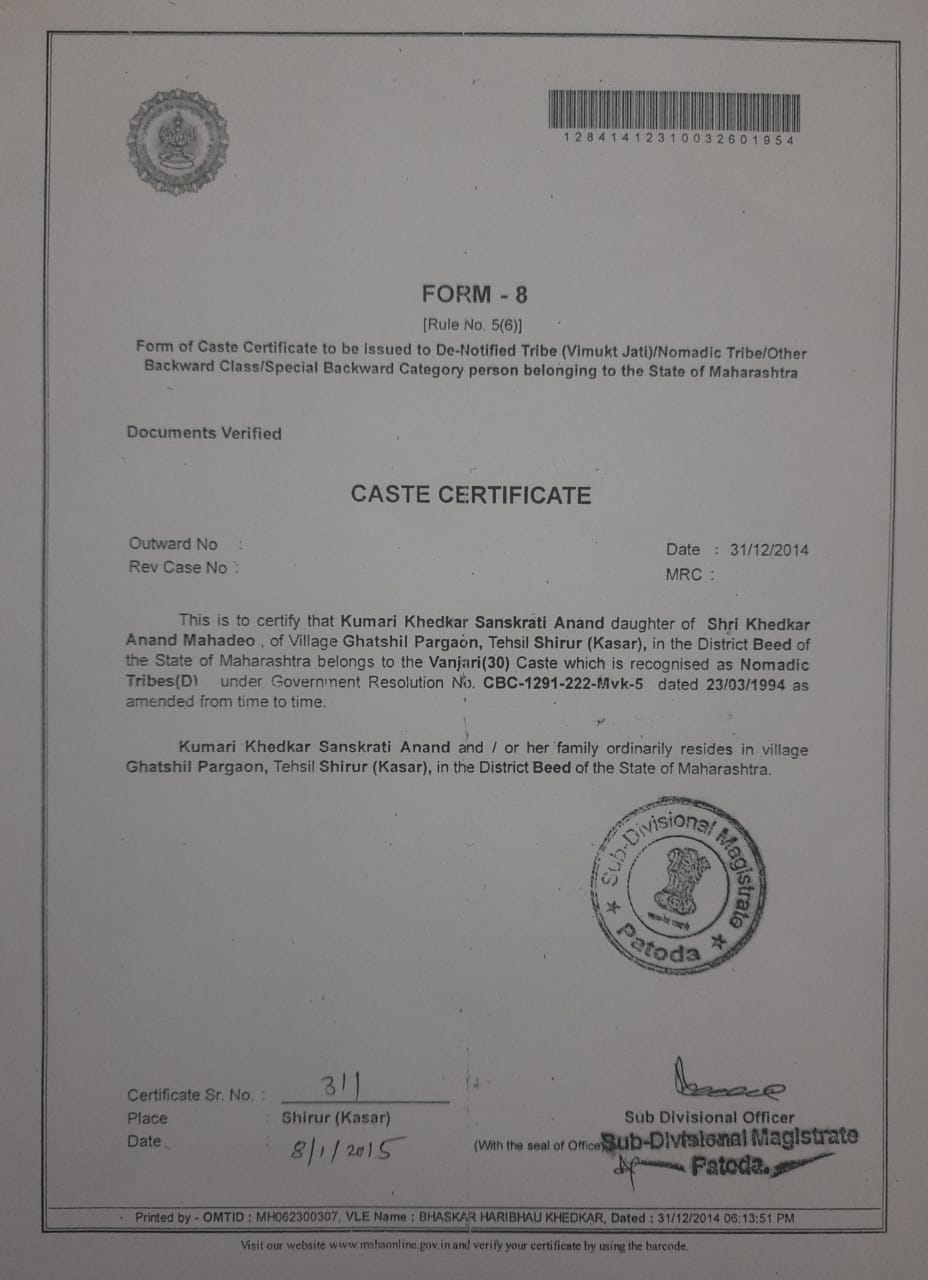 12841412310032601954
FORM - 8
[Rule No. 5(6)]
Form of Caste Certificate to be issued to De-Notified Tribe (Vimukt Jati)/Nomadic Tribe/Other
Backward Class/Special Backward Category person belonging to the State of Maharashtra
Documents Verified
CASTE CERTIFICATE
Outward No :
Rev Case No :
Date : 31/12/2014
MRC :
This is to certify that Kumari Khedkar Sanskrati Anand daughter of Shri Khedkar
Anand Mahadeo , of Village Ghatshil Pargaon, Tehsil Shirur (Kasar), in the District Beed of
the State of Maharashtra belongs to the Vanjari(30) Caste which is recognised as Nomadic
Tribes(D) under Government Resolution No. CBC-1291-222-Mvk-5 dated 23/03/1994 as
amended from time to time.
Kumari Khedkar Sanskrati Anand and / or her family ordinarily resides in village
Ghatshil Pargaon, Tehsil Shirur (Kasar), in the District Beed of the State of Maharashtra.
Sub-Divisional Magistrate
Patoda
Certificate Sr. No. : 311
Place : Shirur (Kasar)
Date : 8/1/2015
Sub Divisional Officer
(With the seal of Office) Sub-Divisional Magistrate
Patoda.
Printed by - OMTID : MH062300307, VLE Name : BHASKAR HARIBHAU KHEDKAR, Dated : 31/12/2014 06:13:51 PM
Visit our website www.mahaonline.gov.in and verify your certificate by using the barcode.